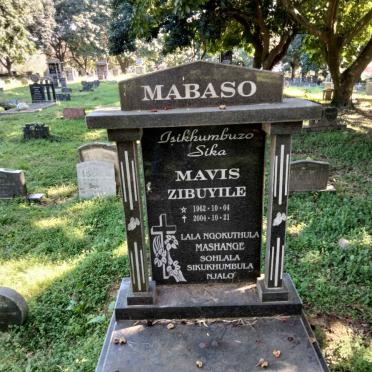 MABASO
Isikhumbuzo
Sika
MAVIS
ZIBUYILE
1962 - 10 - 04
2004 - 10 - 21
LALA NGOKUTHULA
MASHANGE
SOHLALA
SIKUKHUMBULA
NJALO